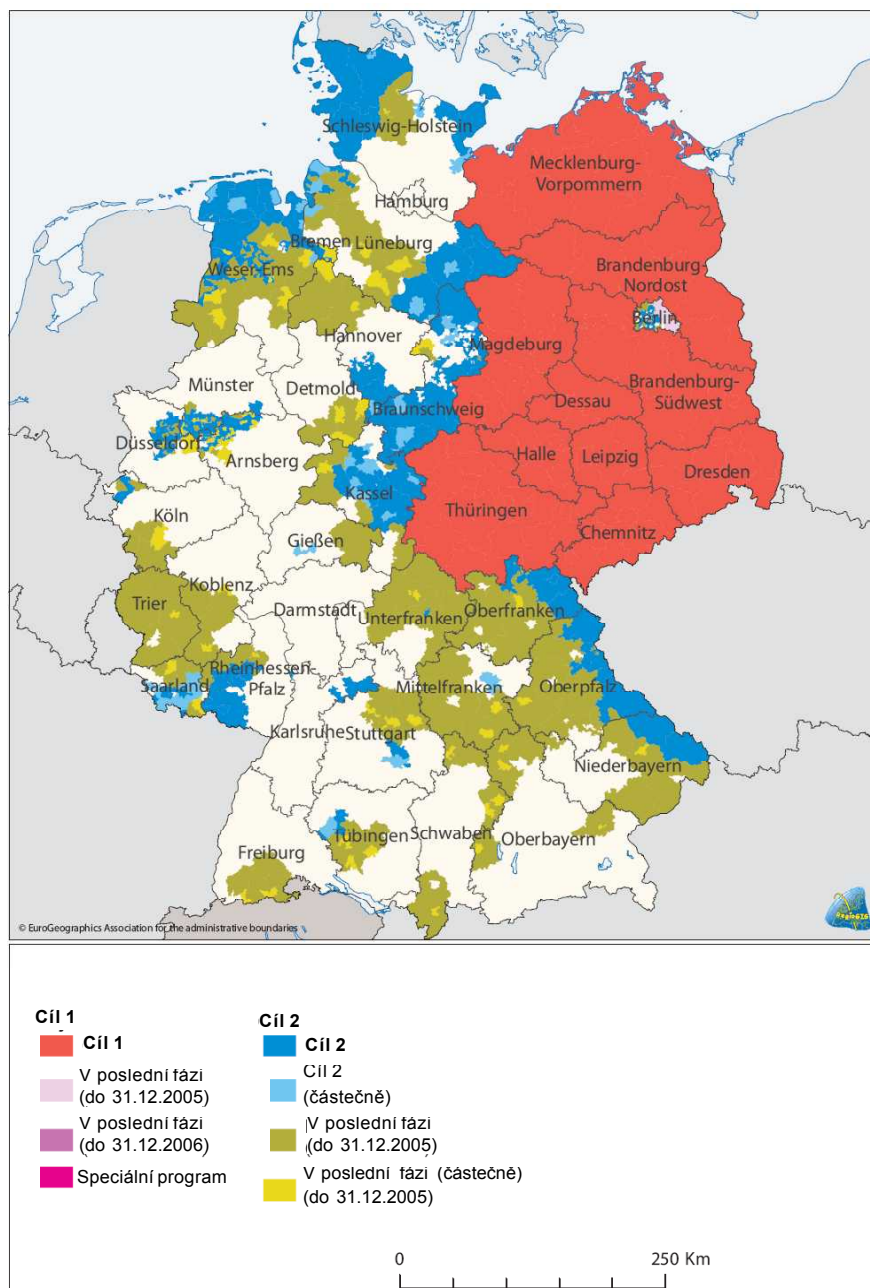 Schleswig-Holstein
Mecklenburg-
Vorpommern
Hamburg
Bremen
Lüneburg
Weser-Ems
Brandenburg-
Nordost
Berlin
Hannover
Magdeburg
Münster
Detmold
Brandenburg-
Südwest
Dessau
Braunschweig
Düsseldorf
Arnsberg
Halle
Leipzig
Dresden
Kassel
Köln
Thüringen
Chemnitz
Gießen
Koblenz
Trier
Darmstadt
Unterfranken
Oberfranken
Rheinhessen-
Pfalz
Saarland
Mittelfranken
Oberpfalz
Karlsruhe
Stuttgart
Niederbayern
Tübingen
Schwaben
Oberbayern
Freiburg
© EuroGeographics Association for the administrative boundaries
Cíl 1
Cíl 1
V poslední fázi
(do 31.12.2005)
V poslední fázi
(do 31.12.2006)
Speciální program
Cíl 2
Cíl 2
Cíl 2
(částečně)
V poslední fázi
(do 31.12.2005)
V poslední fázi (částečně)
(do 31.12.2005)
0 250 Km